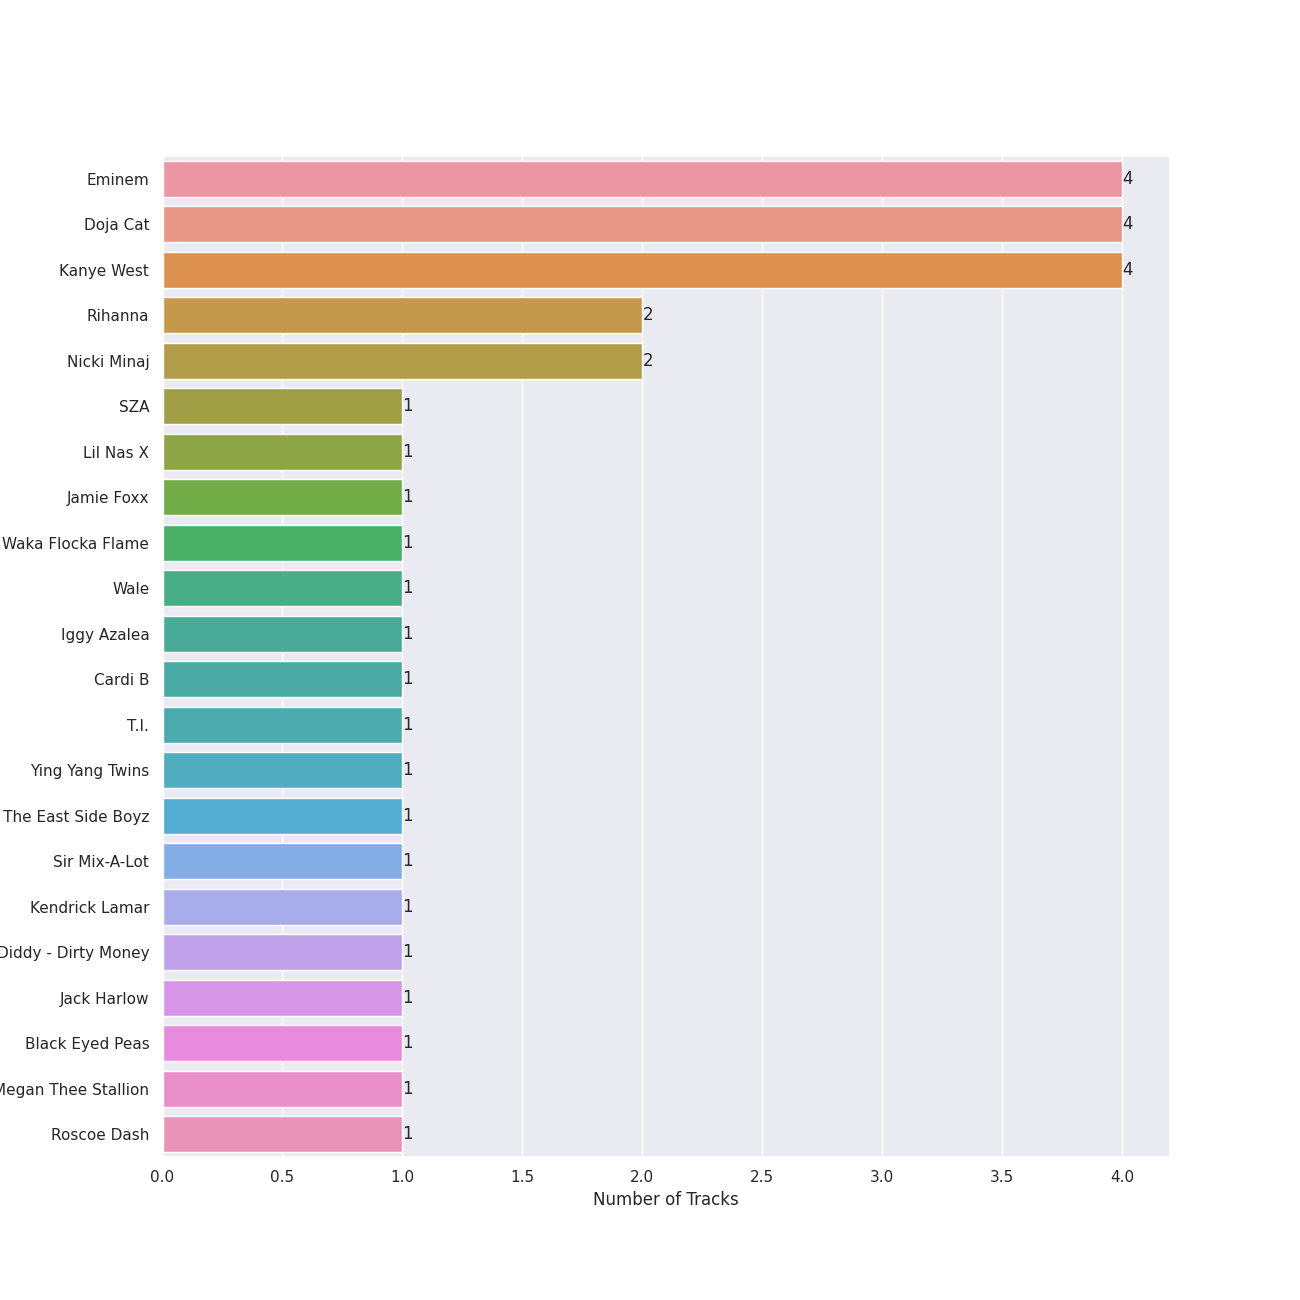 Eminem 4
Doja Cat 4
Kanye West 4
Rihanna 2
Nicki Minaj 2
SZA 1
Lil Nas X 1
Jamie Foxx 1
Waka Flocka Flame 1
Wale 1
Iggy Azalea 1
Cardi B 1
T.I. 1
Ying Yang Twins 1
The East Side Boyz 1
Sir Mix-A-Lot 1
Kendrick Lamar 1
Diddy - Dirty Money 1
Jack Harlow 1
Black Eyed Peas 1
Megan Thee Stallion 1
Roscoe Dash 1
0.0 0.5 1.0 1.5 2.0 2.5 3.0 3.5 4.0
Number of Tracks